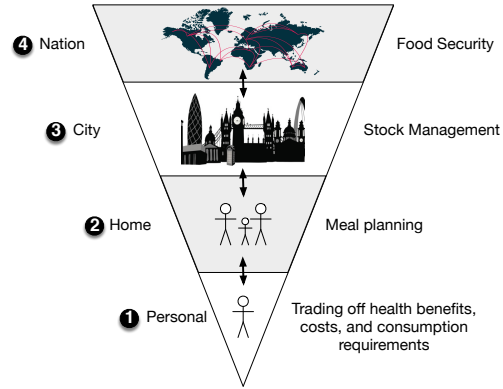 4 Nation
Food Security
3 City
Stock Management
2 Home
Meal planning
1 Personal
Trading off health benefits,
costs, and consumption
requirements